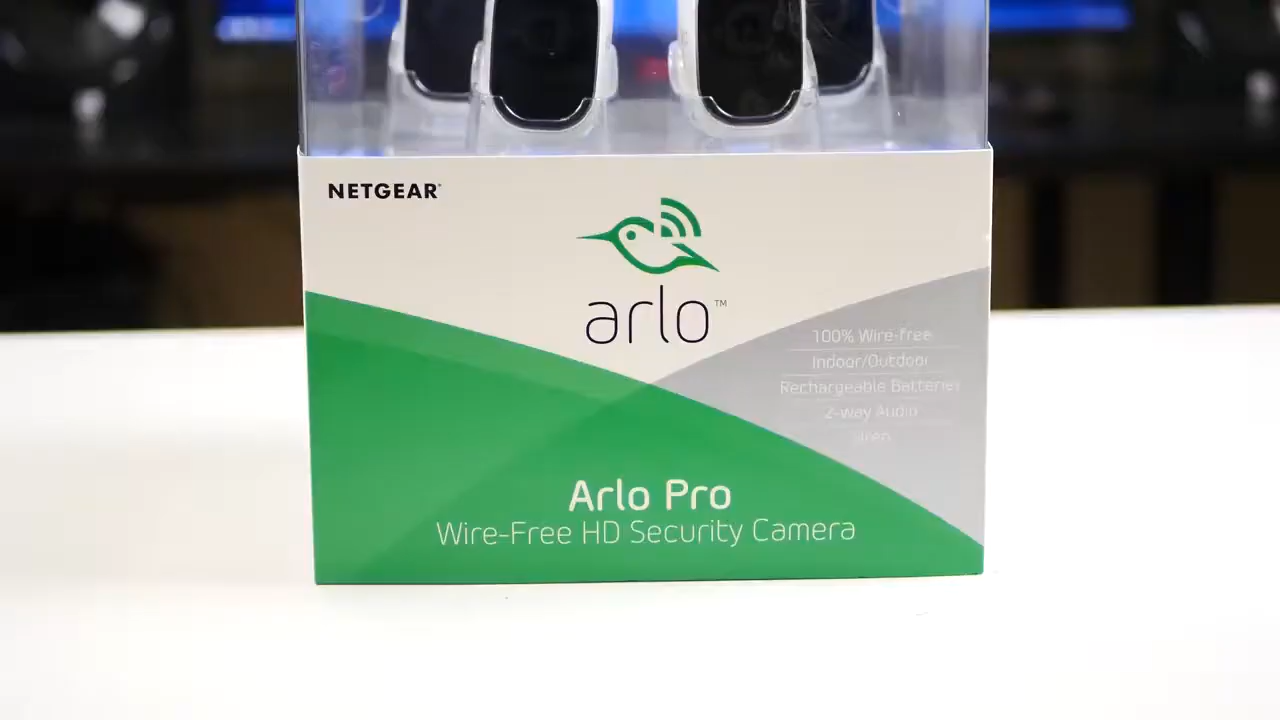 NETGEAR
arlo™
100% Wire-free
Indoor/Outdoor
Rechargeable Batteries
2-way Audio
Siren
Arlo Pro
Wire-Free HD Security Camera